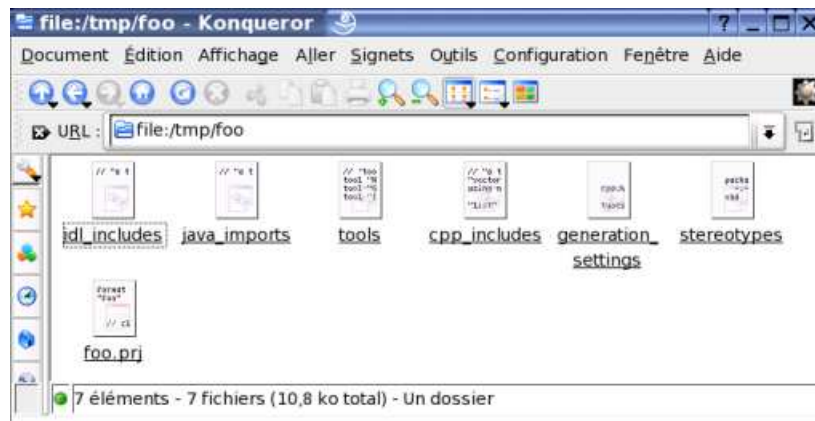 file:/tmp/foo - Konqueror
Document Édition Affichage Aller Signets Outils Configuration Fenêtre Aide
URL : file:/tmp/foo
idl_includes java_imports tools cpp_includes generation_ stereotypes
settings
foo.prj
7 éléments - 7 fichiers (10,8 ko total) - Un dossier